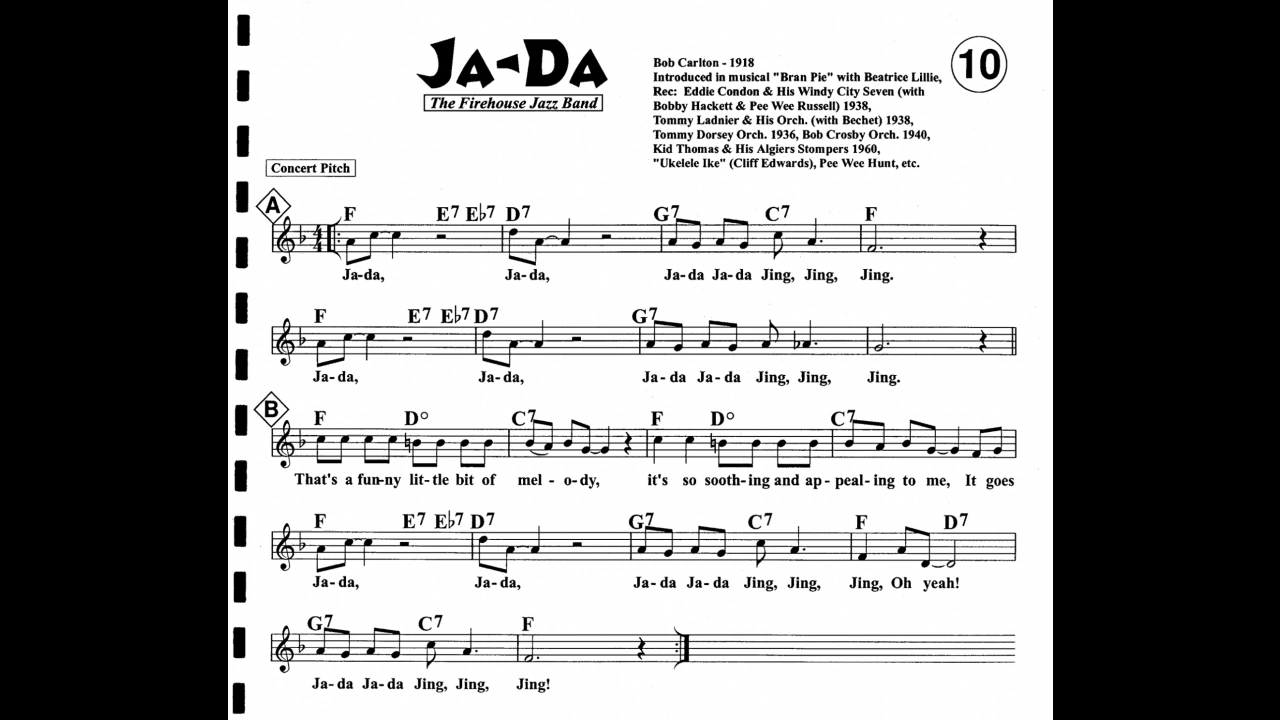 JA-DA
The Firehouse Jazz Band
Bob Carlton - 1918
Introduced in musical "Bran Pie" with Beatrice Lillie,
Rec: Eddie Condon & His Windy City Seven (with
Bobby Hackett & Pee Wee Russell) 1938,
Tommy Ladnier & His Orch. (with Bechet) 1938,
Tommy Dorsey Orch. 1936, Bob Crosby Orch. 1940,
Kid Thomas & His Algiers Stompers 1960,
"Ukelele Ike" (Cliff Edwards), Pee Wee Hunt, etc.
10
Concert Pitch
A
F E7 E♭7 D7 G7 C7 F
4/4
Ja-da, Ja-da, Ja-da Ja-da Jing, Jing, Jing.
F E7 E♭7 D7 G7
Ja-da, Ja-da, Ja-da Ja-da Jing, Jing, Jing.
B
F D° C7 F D° C7
That's a fun-ny lit-tle bit of mel - o-dy, it's so sooth-ing and ap-peal-ing to me, It goes
F E7 E♭7 D7 G7 C7 F D7
Ja-da, Ja-da, Ja-da Ja-da Jing, Jing, Jing, Oh yeah!
G7 C7 F
Ja-da Ja-da Jing, Jing, Jing!